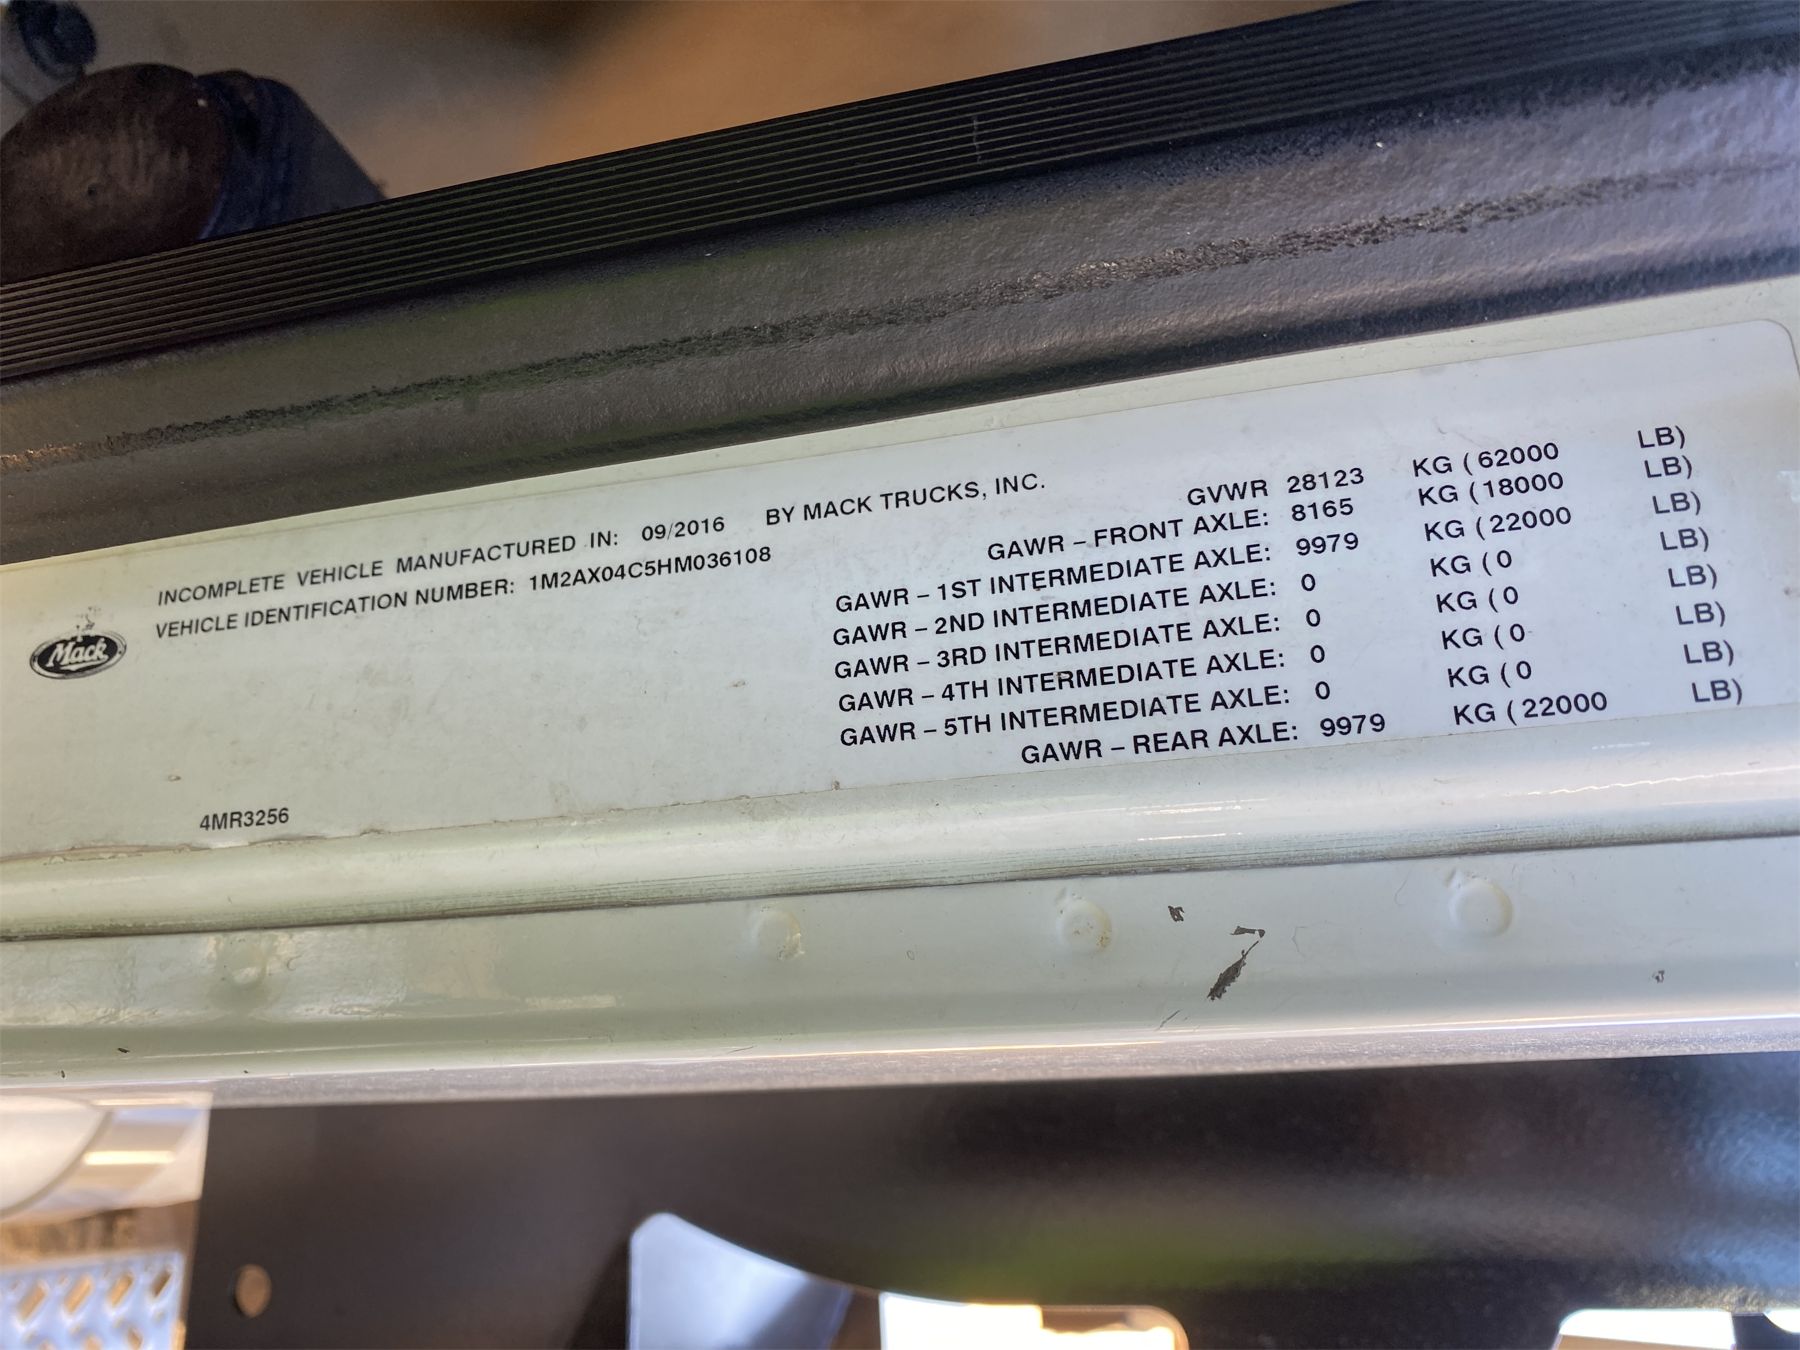 INCOMPLETE VEHICLE MANUFACTURED IN: 09/2016 BY MACK TRUCKS, INC.
VEHICLE IDENTIFICATION NUMBER: 1M2AX04C5HM036108
Mack
GVWR 28123 KG (62000 LB)
GAWR – FRONT AXLE: 8165 KG (18000 LB)
GAWR – 1ST INTERMEDIATE AXLE: 9979 KG (22000 LB)
GAWR – 2ND INTERMEDIATE AXLE: 0 KG (0 LB)
GAWR – 3RD INTERMEDIATE AXLE: 0 KG (0 LB)
GAWR – 4TH INTERMEDIATE AXLE: 0 KG (0 LB)
GAWR – 5TH INTERMEDIATE AXLE: 0 KG (0 LB)
GAWR – REAR AXLE: 9979 KG (22000 LB)
4MR3256